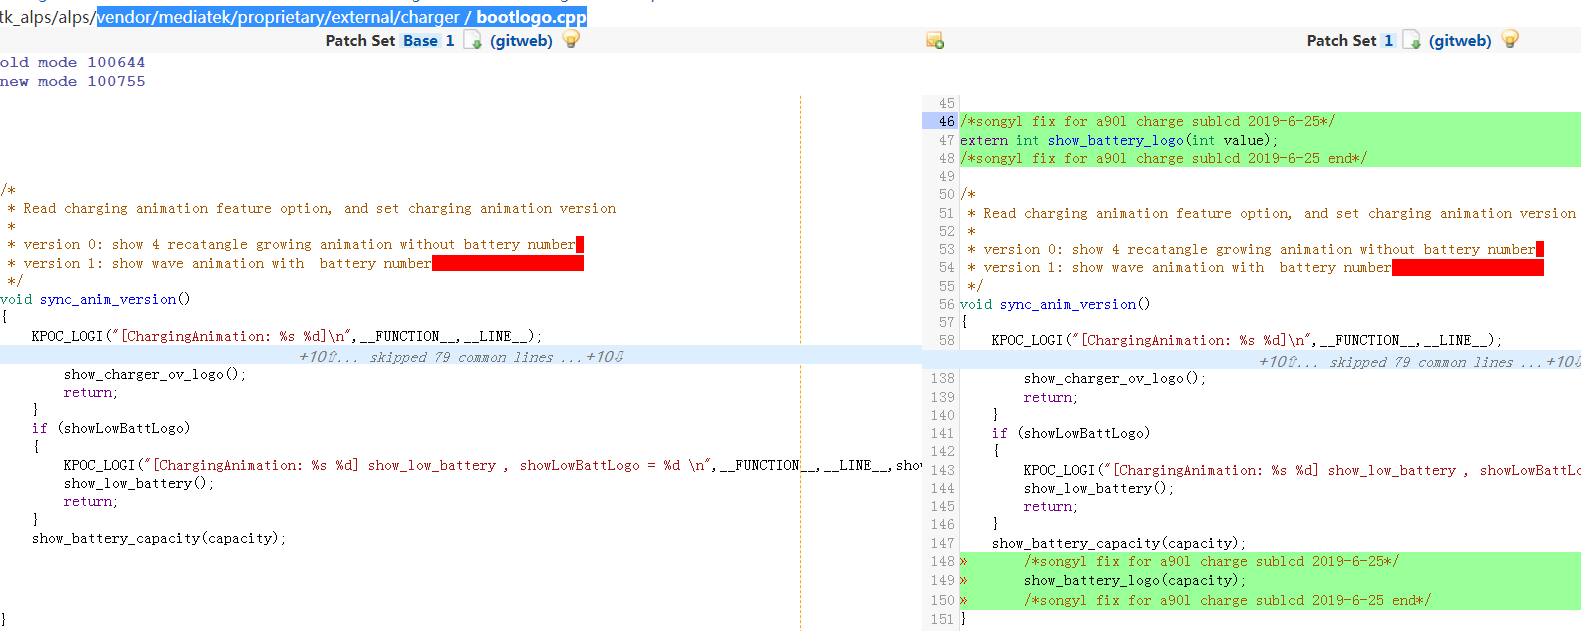 tk_alps/alps/vendor/mediatek/proprietary/external/charger / bootlogo.cpp
Patch Set Base 1 (gitweb)
Patch Set 1 (gitweb)
old mode 100644
new mode 100755
/*
 * Read charging animation feature option, and set charging animation version
 *
 * version 0: show 4 recatangle growing animation without battery number
 * version 1: show wave animation with  battery number
 */
void sync_anim_version()
{
    KPOC_LOGI("[ChargingAnimation: %s %d]\n",__FUNCTION__,__LINE__);
+10⇧... skipped 79 common lines ...+10⇩
        show_charger_ov_logo();
        return;
    }
    if (showLowBattLogo)
    {
        KPOC_LOGI("[ChargingAnimation: %s %d] show_low_battery , showLowBattLogo = %d \n",__FUNCTION__,__LINE__,show
        show_low_battery();
        return;
    }
    show_battery_capacity(capacity);
}
45
46 /*songyl fix for a901 charge sublcd 2019-6-25*/
47 extern int show_battery_logo(int value);
48 /*songyl fix for a901 charge sublcd 2019-6-25 end*/
49
50 /*
51  * Read charging animation feature option, and set charging animation version
52  *
53  * version 0: show 4 recatangle growing animation without battery number
54  * version 1: show wave animation with  battery number
55  */
56 void sync_anim_version()
57 {
58     KPOC_LOGI("[ChargingAnimation: %s %d]\n",__FUNCTION__,__LINE__);
+10⇧... skipped 79 common lines ...+10⇩
138         show_charger_ov_logo();
139         return;
140     }
141     if (showLowBattLogo)
142     {
143         KPOC_LOGI("[ChargingAnimation: %s %d] show_low_battery , showLowBattLo
144         show_low_battery();
145         return;
146     }
147     show_battery_capacity(capacity);
148 »       /*songyl fix for a901 charge sublcd 2019-6-25*/
149 »       show_battery_logo(capacity);
150 »       /*songyl fix for a901 charge sublcd 2019-6-25 end*/
151 }